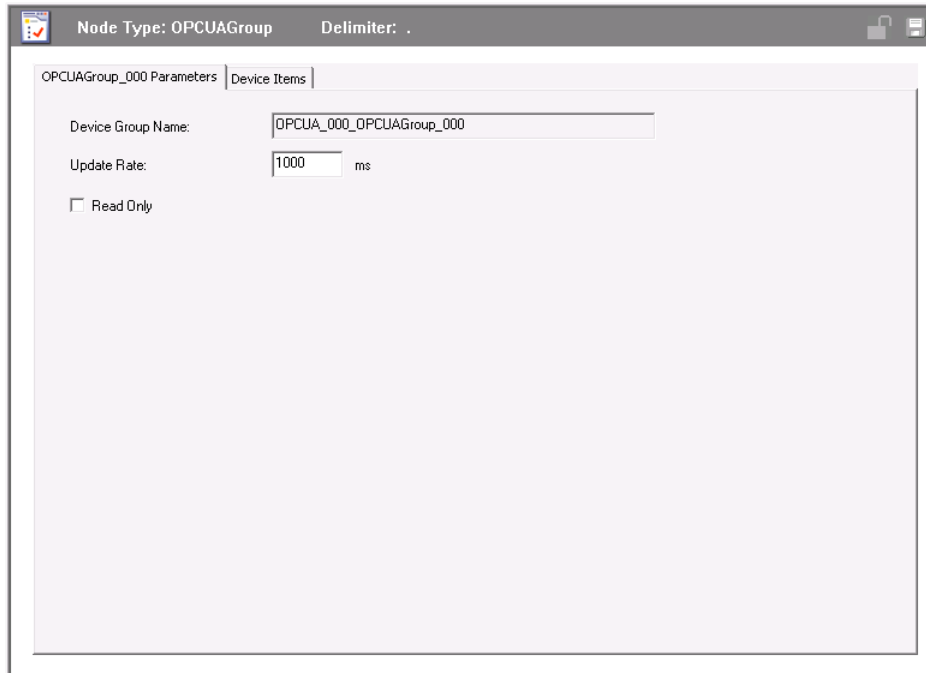 Node Type: OPCUAGroup Delimiter: .
OPCUAGroup_000 Parameters Device Items
Device Group Name: OPCUA_000_OPCUAGroup_000
Update Rate: 1000 ms
Read Only